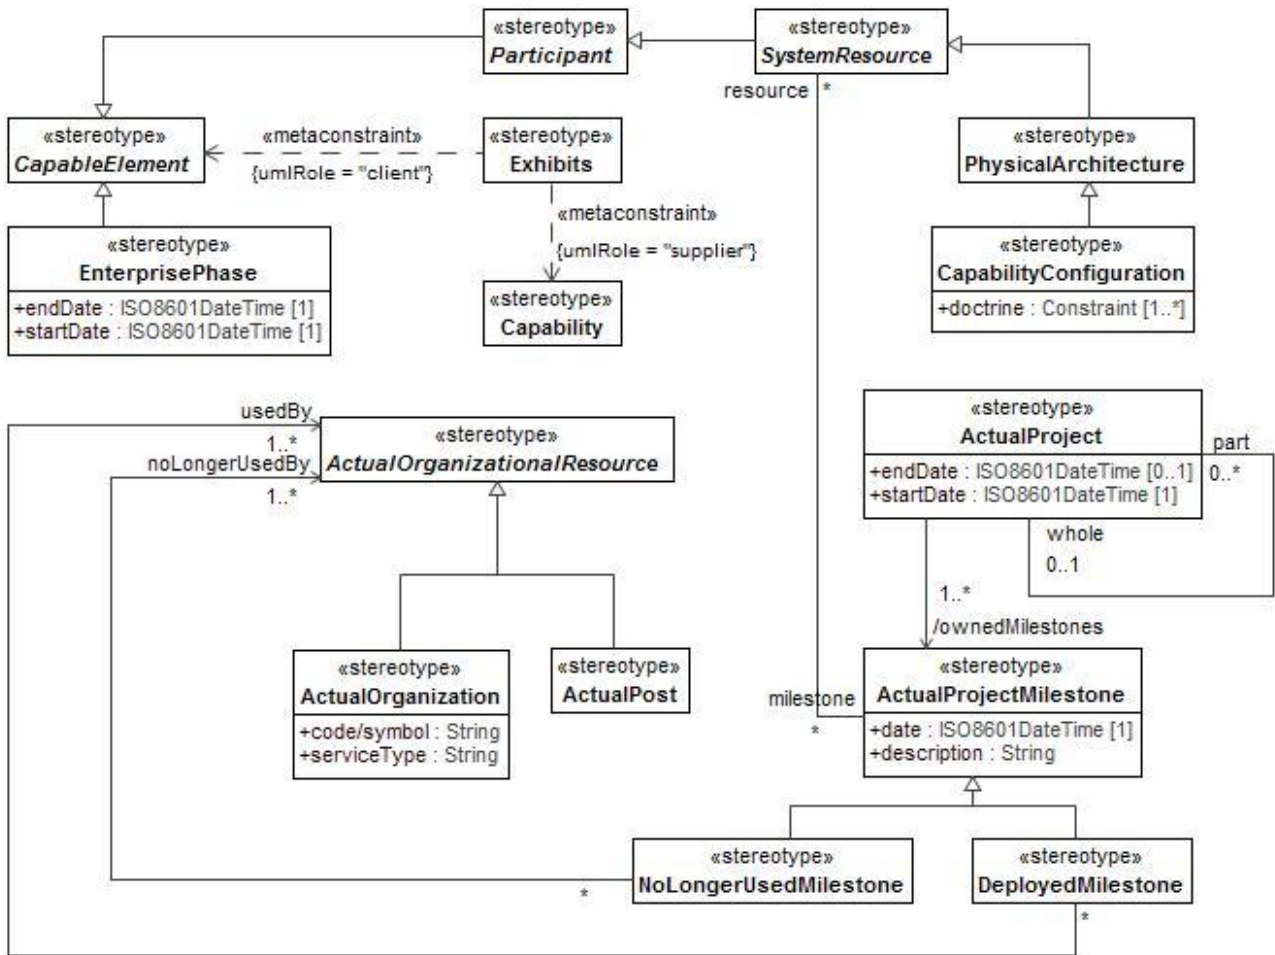 «stereotype»
Participant
«stereotype»
SystemResource
resource *
«stereotype»
CapableElement
«metaconstraint»
{umlRole = "client"}
«stereotype»
Exhibits
«stereotype»
PhysicalArchitecture
«metaconstraint»
{umlRole = "supplier"}
«stereotype»
EnterprisePhase
+endDate : ISO8601DateTime [1]
+startDate : ISO8601DateTime [1]
«stereotype»
Capability
«stereotype»
CapabilityConfiguration
+doctrine : Constraint [1..*]
usedBy
1..*
noLongerUsedBy
1..*
«stereotype»
ActualOrganizationalResource
«stereotype»
ActualProject
+endDate : ISO8601DateTime [0..1]
+startDate : ISO8601DateTime [1]
part
0..*
whole
0..1
1..*
/ownedMilestones
«stereotype»
ActualOrganization
+code/symbol : String
+serviceType : String
«stereotype»
ActualPost
milestone
*
«stereotype»
ActualProjectMilestone
+date : ISO8601DateTime [1]
+description : String
«stereotype»
NoLongerUsedMilestone
*
«stereotype»
DeployedMilestone
*